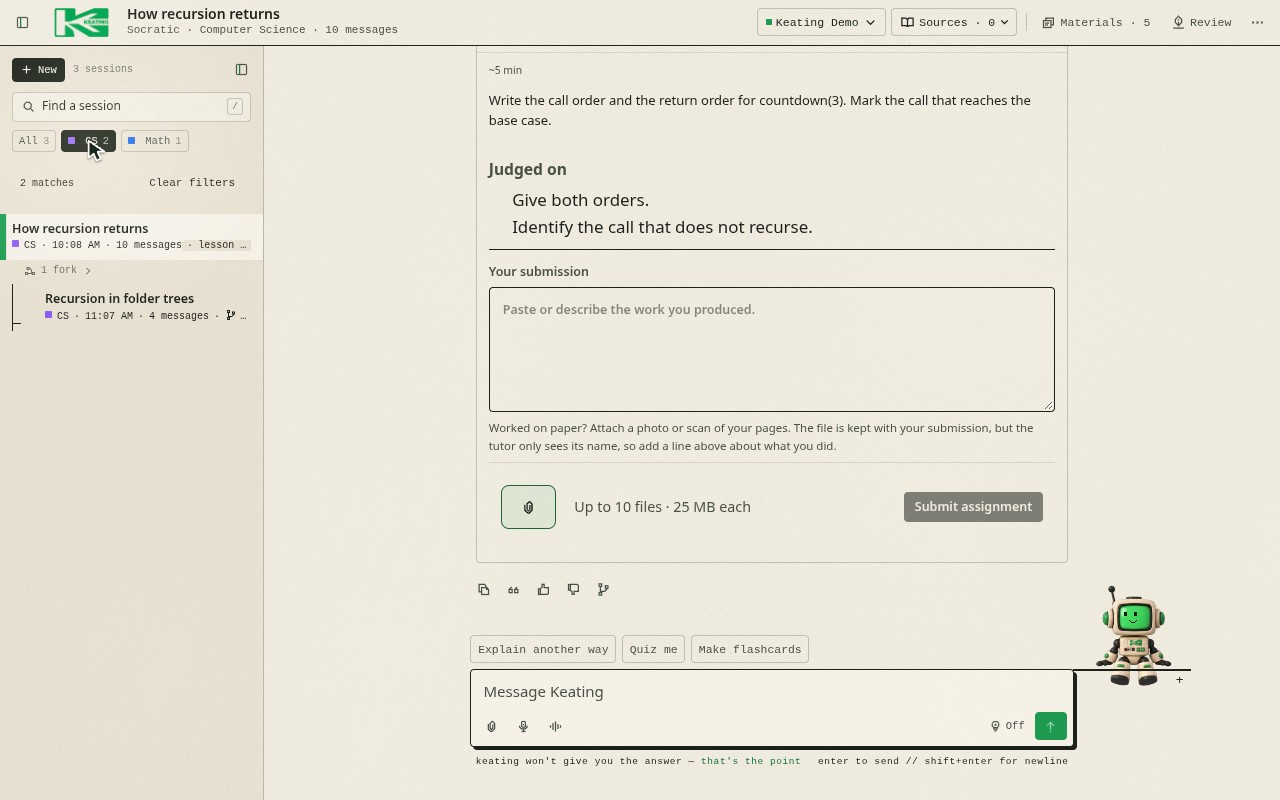 KEATING
How recursion returns
Socratic · Computer Science · 10 messages
Keating Demo
Sources · 0
Materials · 5
Review
New
3 sessions
Find a session
/
All 3
CS 2
Math 1
2 matches
Clear filters
How recursion returns
CS · 10:08 AM · 10 messages · lesson …
1 fork
Recursion in folder trees
CS · 11:07 AM · 4 messages · …
~5 min
Write the call order and the return order for countdown(3). Mark the call that reaches the
base case.
Judged on
Give both orders.
Identify the call that does not recurse.
Your submission
Paste or describe the work you produced.
Worked on paper? Attach a photo or scan of your pages. The file is kept with your submission, but the
tutor only sees its name, so add a line above about what you did.
Up to 10 files · 25 MB each
Submit assignment
Explain another way
Quiz me
Make flashcards
Message Keating
Off
+
keating won't give you the answer — that's the point
enter to send // shift+enter for newline